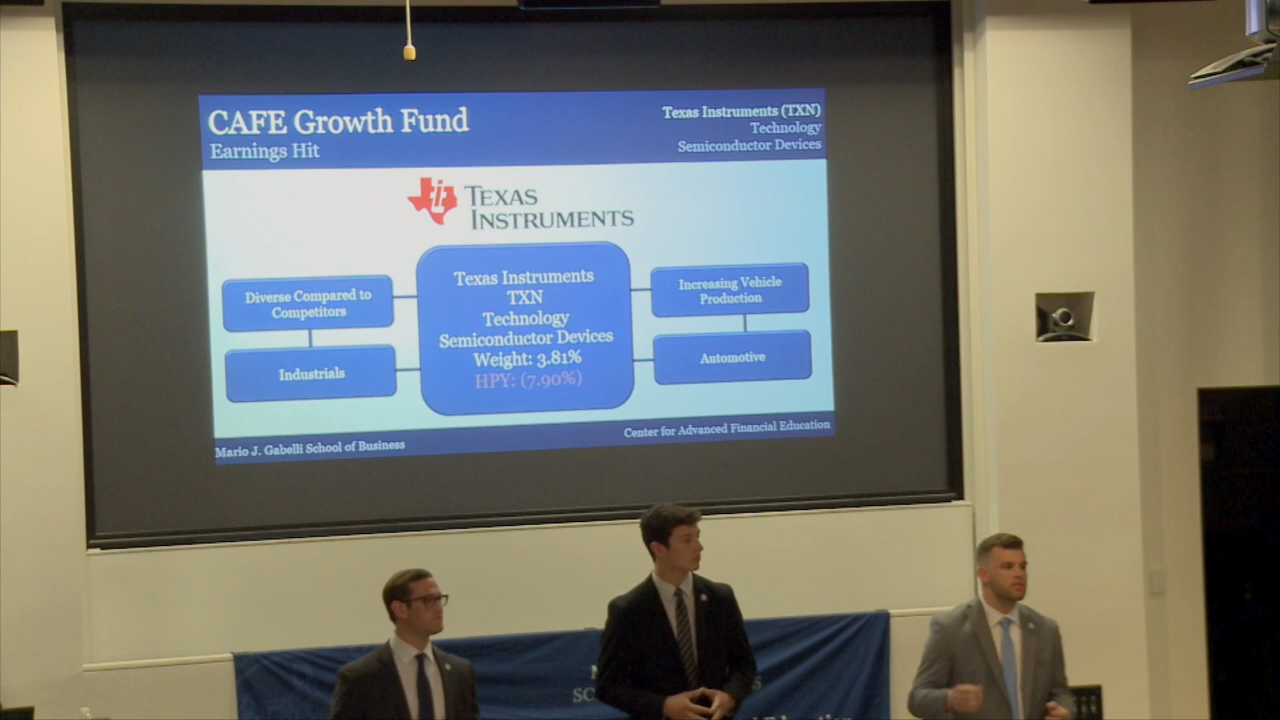 CAFE Growth Fund
Earnings Hit
Texas Instruments (TXN)
Technology
Semiconductor Devices
TEXAS
INSTRUMENTS
Diverse Compared to
Competitors
Industrials
Texas Instruments
TXN
Technology
Semiconductor Devices
Weight: 3.81%
HPY: (7.90%)
Increasing Vehicle
Production
Automotive
Mario J. Gabelli School of Business
Center for Advanced Financial Education
SC
Education